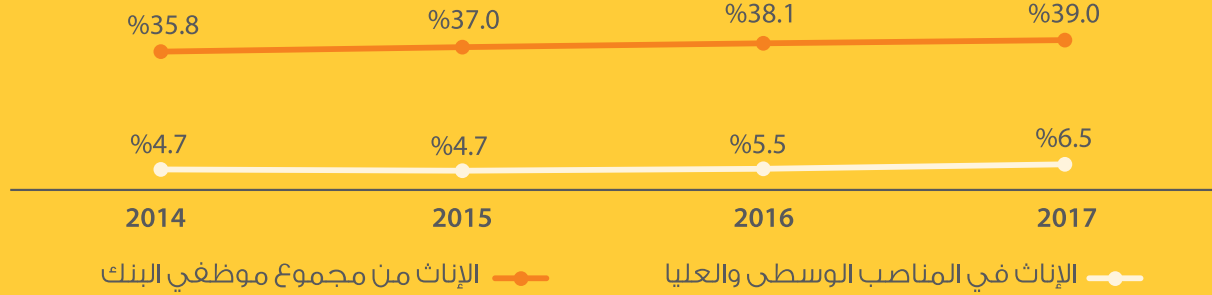 %35.8 %37.0 %38.1 %39.0
%4.7 %4.7 %5.5 %6.5
2014 2015 2016 2017
الإناث في المناصب الوسطى والعليا
الإناث من مجموع موظفي البنك